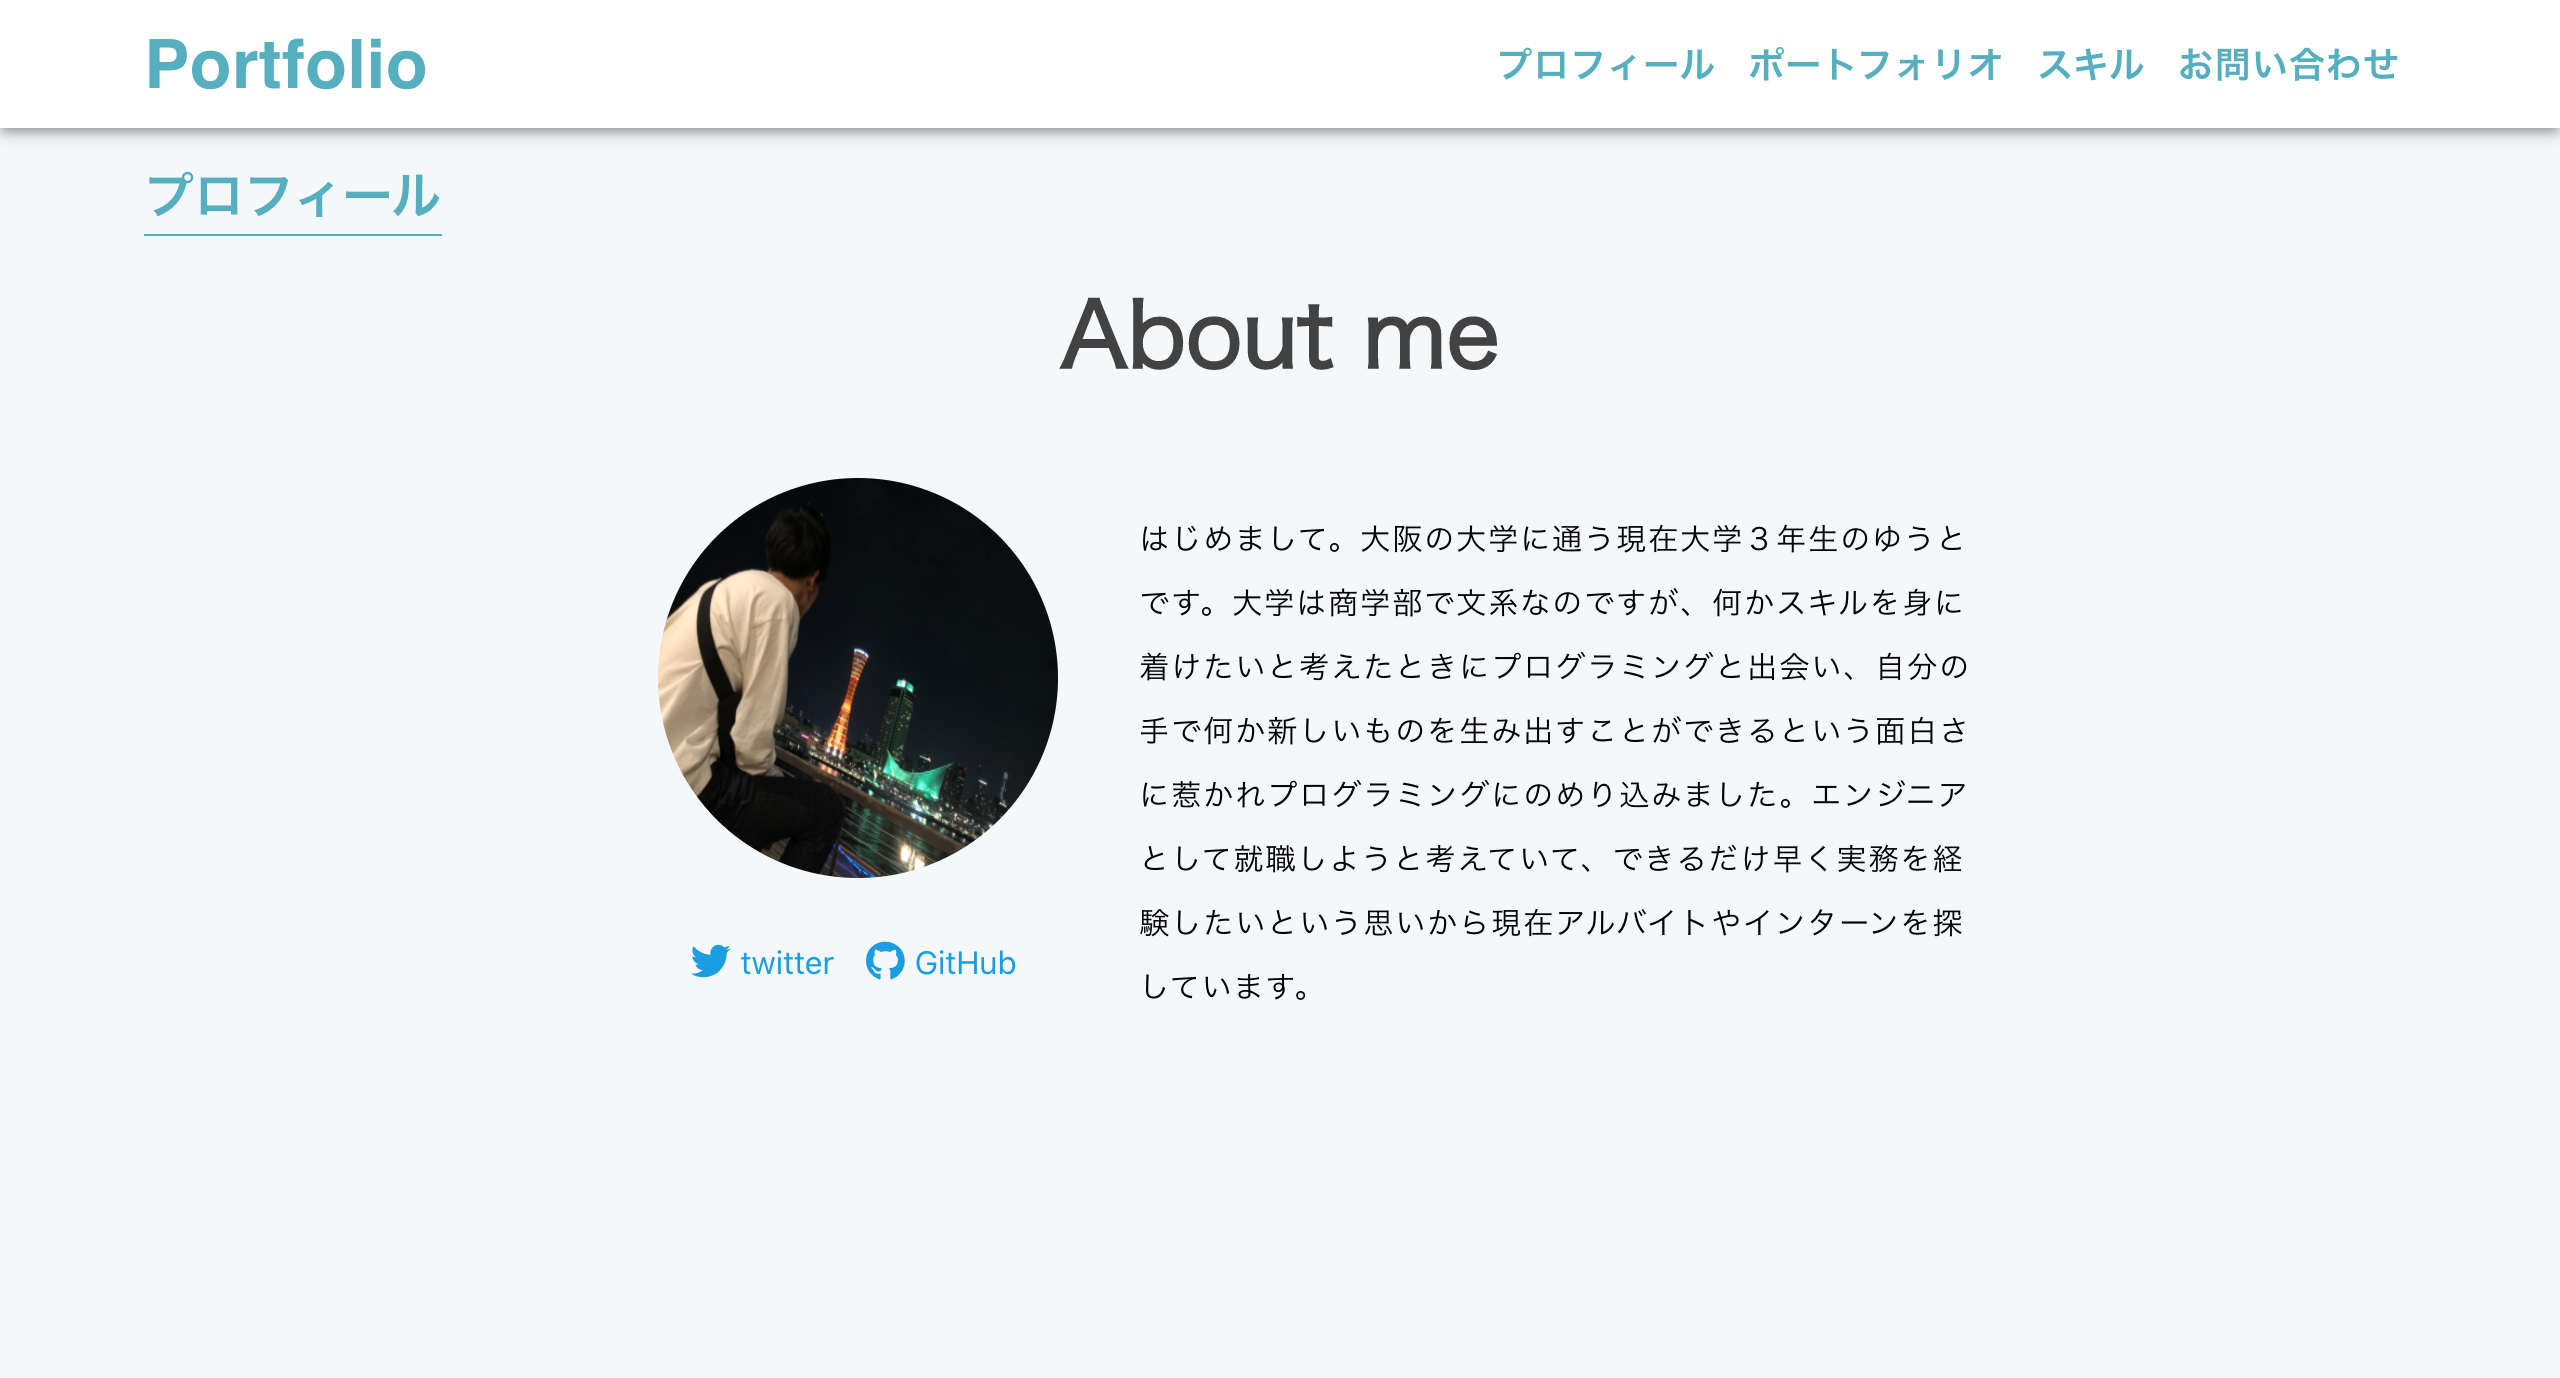 Portfolio
プロフィール ポートフォリオ スキル お問い合わせ
プロフィール
About me
はじめまして。大阪の大学に通う現在大学３年生のゆうと
です。大学は商学部で文系なのですが、何かスキルを身に
着けたいと考えたときにプログラミングと出会い、自分の
手で何か新しいものを生み出すことができるという面白さ
に惹かれプログラミングにのめり込みました。エンジニア
として就職しようと考えていて、できるだけ早く実務を経
験したいという思いから現在アルバイトやインターンを探
しています。
twitter GitHub